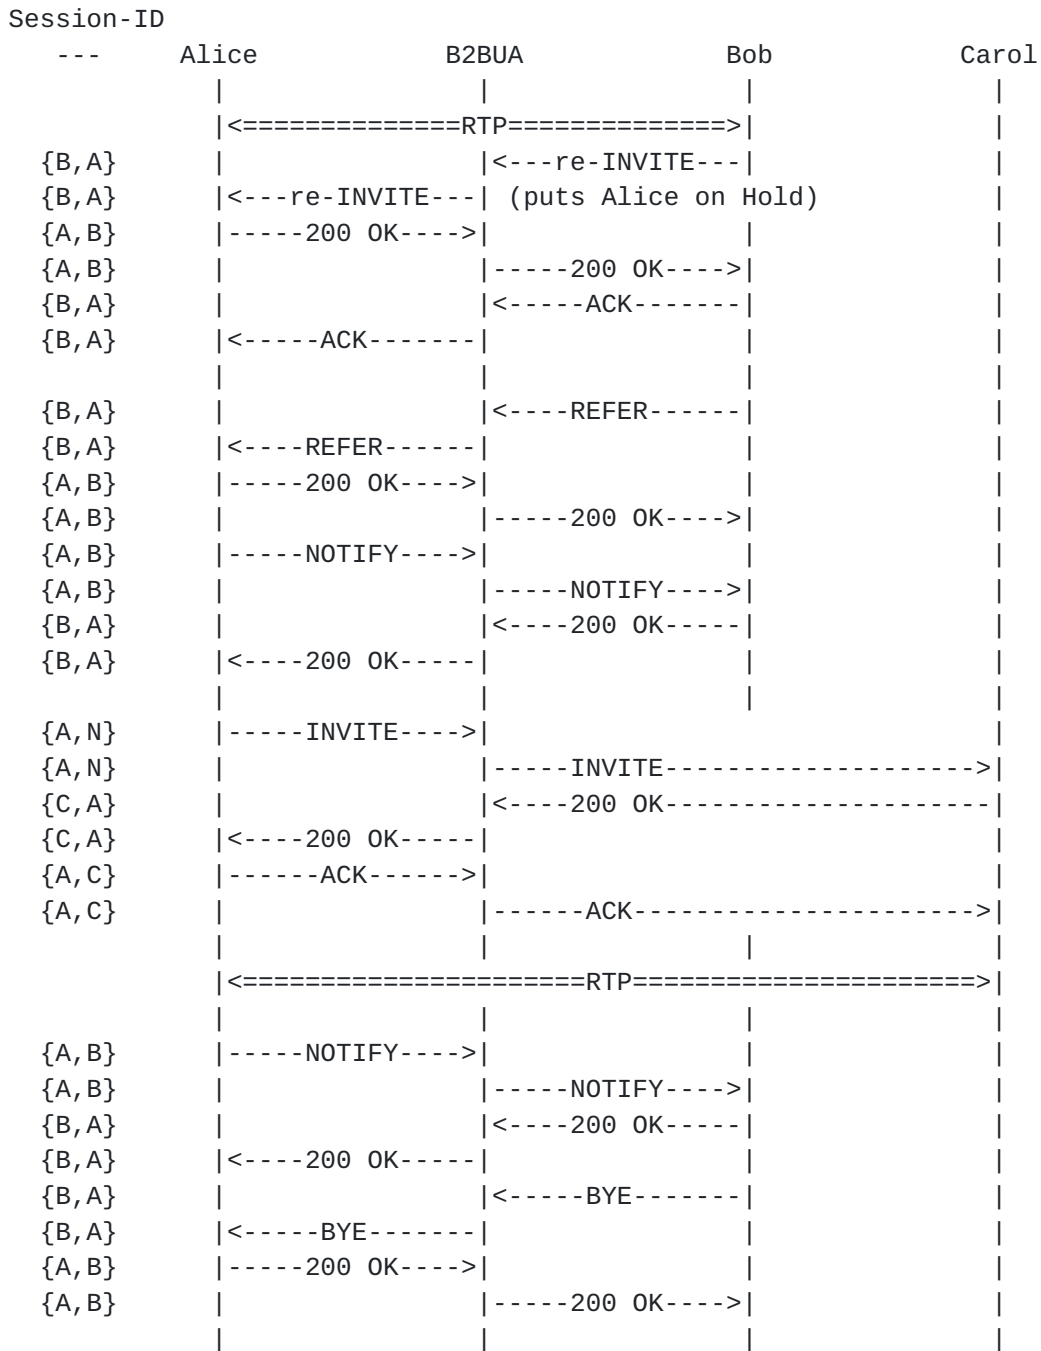 Session-ID
   ---     Alice            B2BUA             Bob            Carol
             |                |                |               |
             |<==============RTP==============>|               |
  {B,A}      |                |<---re-INVITE---|               |
  {B,A}      |<---re-INVITE---| (puts Alice on Hold)           |
  {A,B}      |-----200 OK---->|                |               |
  {A,B}      |                |-----200 OK---->|               |
  {B,A}      |                |<-----ACK-------|               |
  {B,A}      |<-----ACK-------|                |               |
             |                |                |               |
  {B,A}      |                |<----REFER------|               |
  {B,A}      |<----REFER------|                |               |
  {A,B}      |-----200 OK---->|                |               |
  {A,B}      |                |-----200 OK---->|               |
  {A,B}      |-----NOTIFY---->|                |               |
  {A,B}      |                |-----NOTIFY---->|               |
  {B,A}      |                |<----200 OK-----|               |
  {B,A}      |<----200 OK-----|                |               |
             |                |                |               |
  {A,N}      |-----INVITE---->|                                |
  {A,N}      |                |-----INVITE-------------------->|
  {C,A}      |                |<----200 OK---------------------|
  {C,A}      |<----200 OK-----|                                |
  {A,C}      |------ACK------>|                                |
  {A,C}      |                |------ACK---------------------->|
             |                |                |               |
             |<======================RTP======================>|
             |                |                |               |
  {A,B}      |-----NOTIFY---->|                |               |
  {A,B}      |                |-----NOTIFY---->|               |
  {B,A}      |                |<----200 OK-----|               |
  {B,A}      |<----200 OK-----|                |               |
  {B,A}      |                |<-----BYE-------|               |
  {B,A}      |<-----BYE-------|                |               |
  {A,B}      |-----200 OK---->|                |               |
  {A,B}      |                |-----200 OK---->|               |
             |                |                |               |